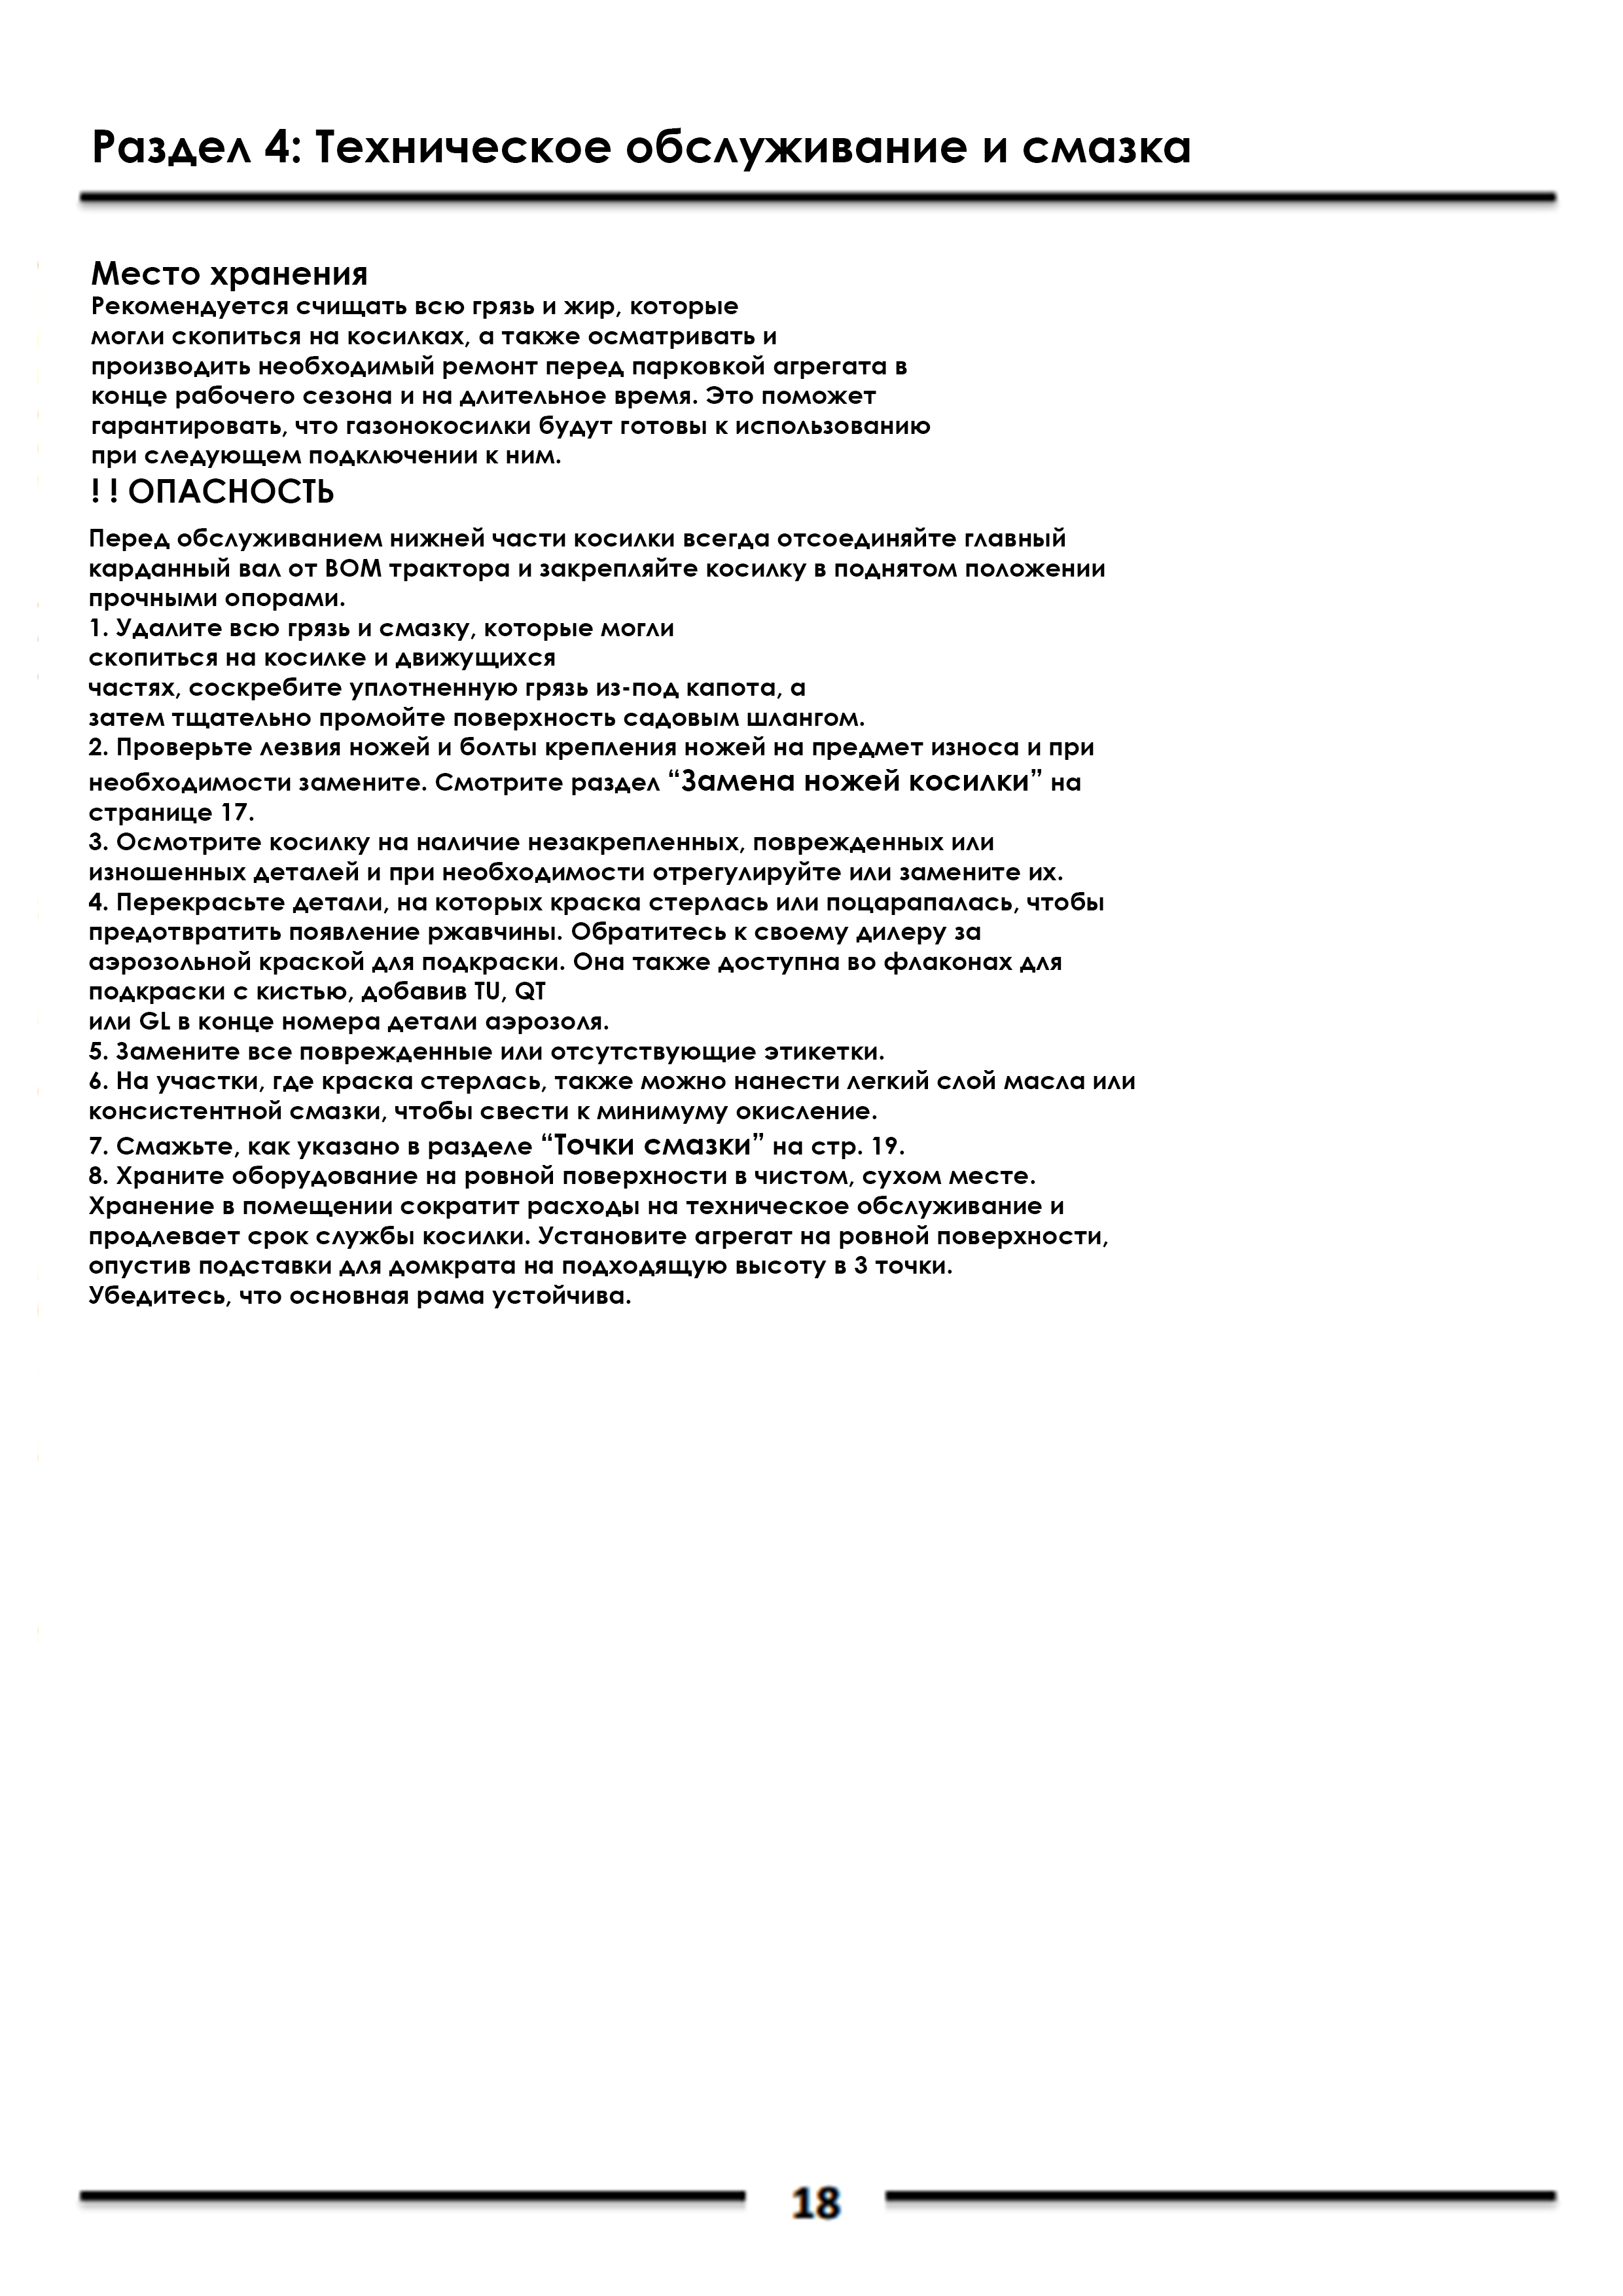 Раздел 4: Техническое обслуживание и смазка
Место хранения
Рекомендуется счищать всю грязь и жир, которые
могли скопиться на косилках, а также осматривать и
производить необходимый ремонт перед парковкой агрегата в
конце рабочего сезона и на длительное время. Это поможет
гарантировать, что газонокосилки будут готовы к использованию
при следующем подключении к ним.
! ! ОПАСНОСТЬ
Перед обслуживанием нижней части косилки всегда отсоединяйте главный
карданный вал от ВОМ трактора и закрепляйте косилку в поднятом положении
прочными опорами.
1. Удалите всю грязь и смазку, которые могли
скопиться на косилке и движущихся
частях, соскребите уплотненную грязь из-под капота, а
затем тщательно промойте поверхность садовым шлангом.
2. Проверьте лезвия ножей и болты крепления ножей на предмет износа и при
необходимости замените. Смотрите раздел “Замена ножей косилки” на
странице 17.
3. Осмотрите косилку на наличие незакрепленных, поврежденных или
изношенных деталей и при необходимости отрегулируйте или замените их.
4. Перекрасьте детали, на которых краска стерлась или поцарапалась, чтобы
предотвратить появление ржавчины. Обратитесь к своему дилеру за
аэрозольной краской для подкраски. Она также доступна во флаконах для
подкраски с кистью, добавив TU, QT
или GL в конце номера детали аэрозоля.
5. Замените все поврежденные или отсутствующие этикетки.
6. На участки, где краска стерлась, также можно нанести легкий слой масла или
консистентной смазки, чтобы свести к минимуму окисление.
7. Смажьте, как указано в разделе “Точки смазки” на стр. 19.
8. Храните оборудование на ровной поверхности в чистом, сухом месте.
Хранение в помещении сократит расходы на техническое обслуживание и
продлевает срок службы косилки. Установите агрегат на ровной поверхности,
опустив подставки для домкрата на подходящую высоту в 3 точки.
Убедитесь, что основная рама устойчива.
18